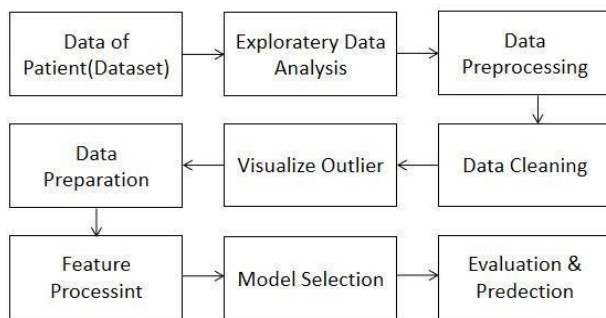 Data of
Patient(Dataset)
Exploratery Data
Analysis
Data
Preprocessing
Data
Preparation
Visualize Outlier
Data Cleaning
Feature
Processint
Model Selection
Evaluation &
Predection